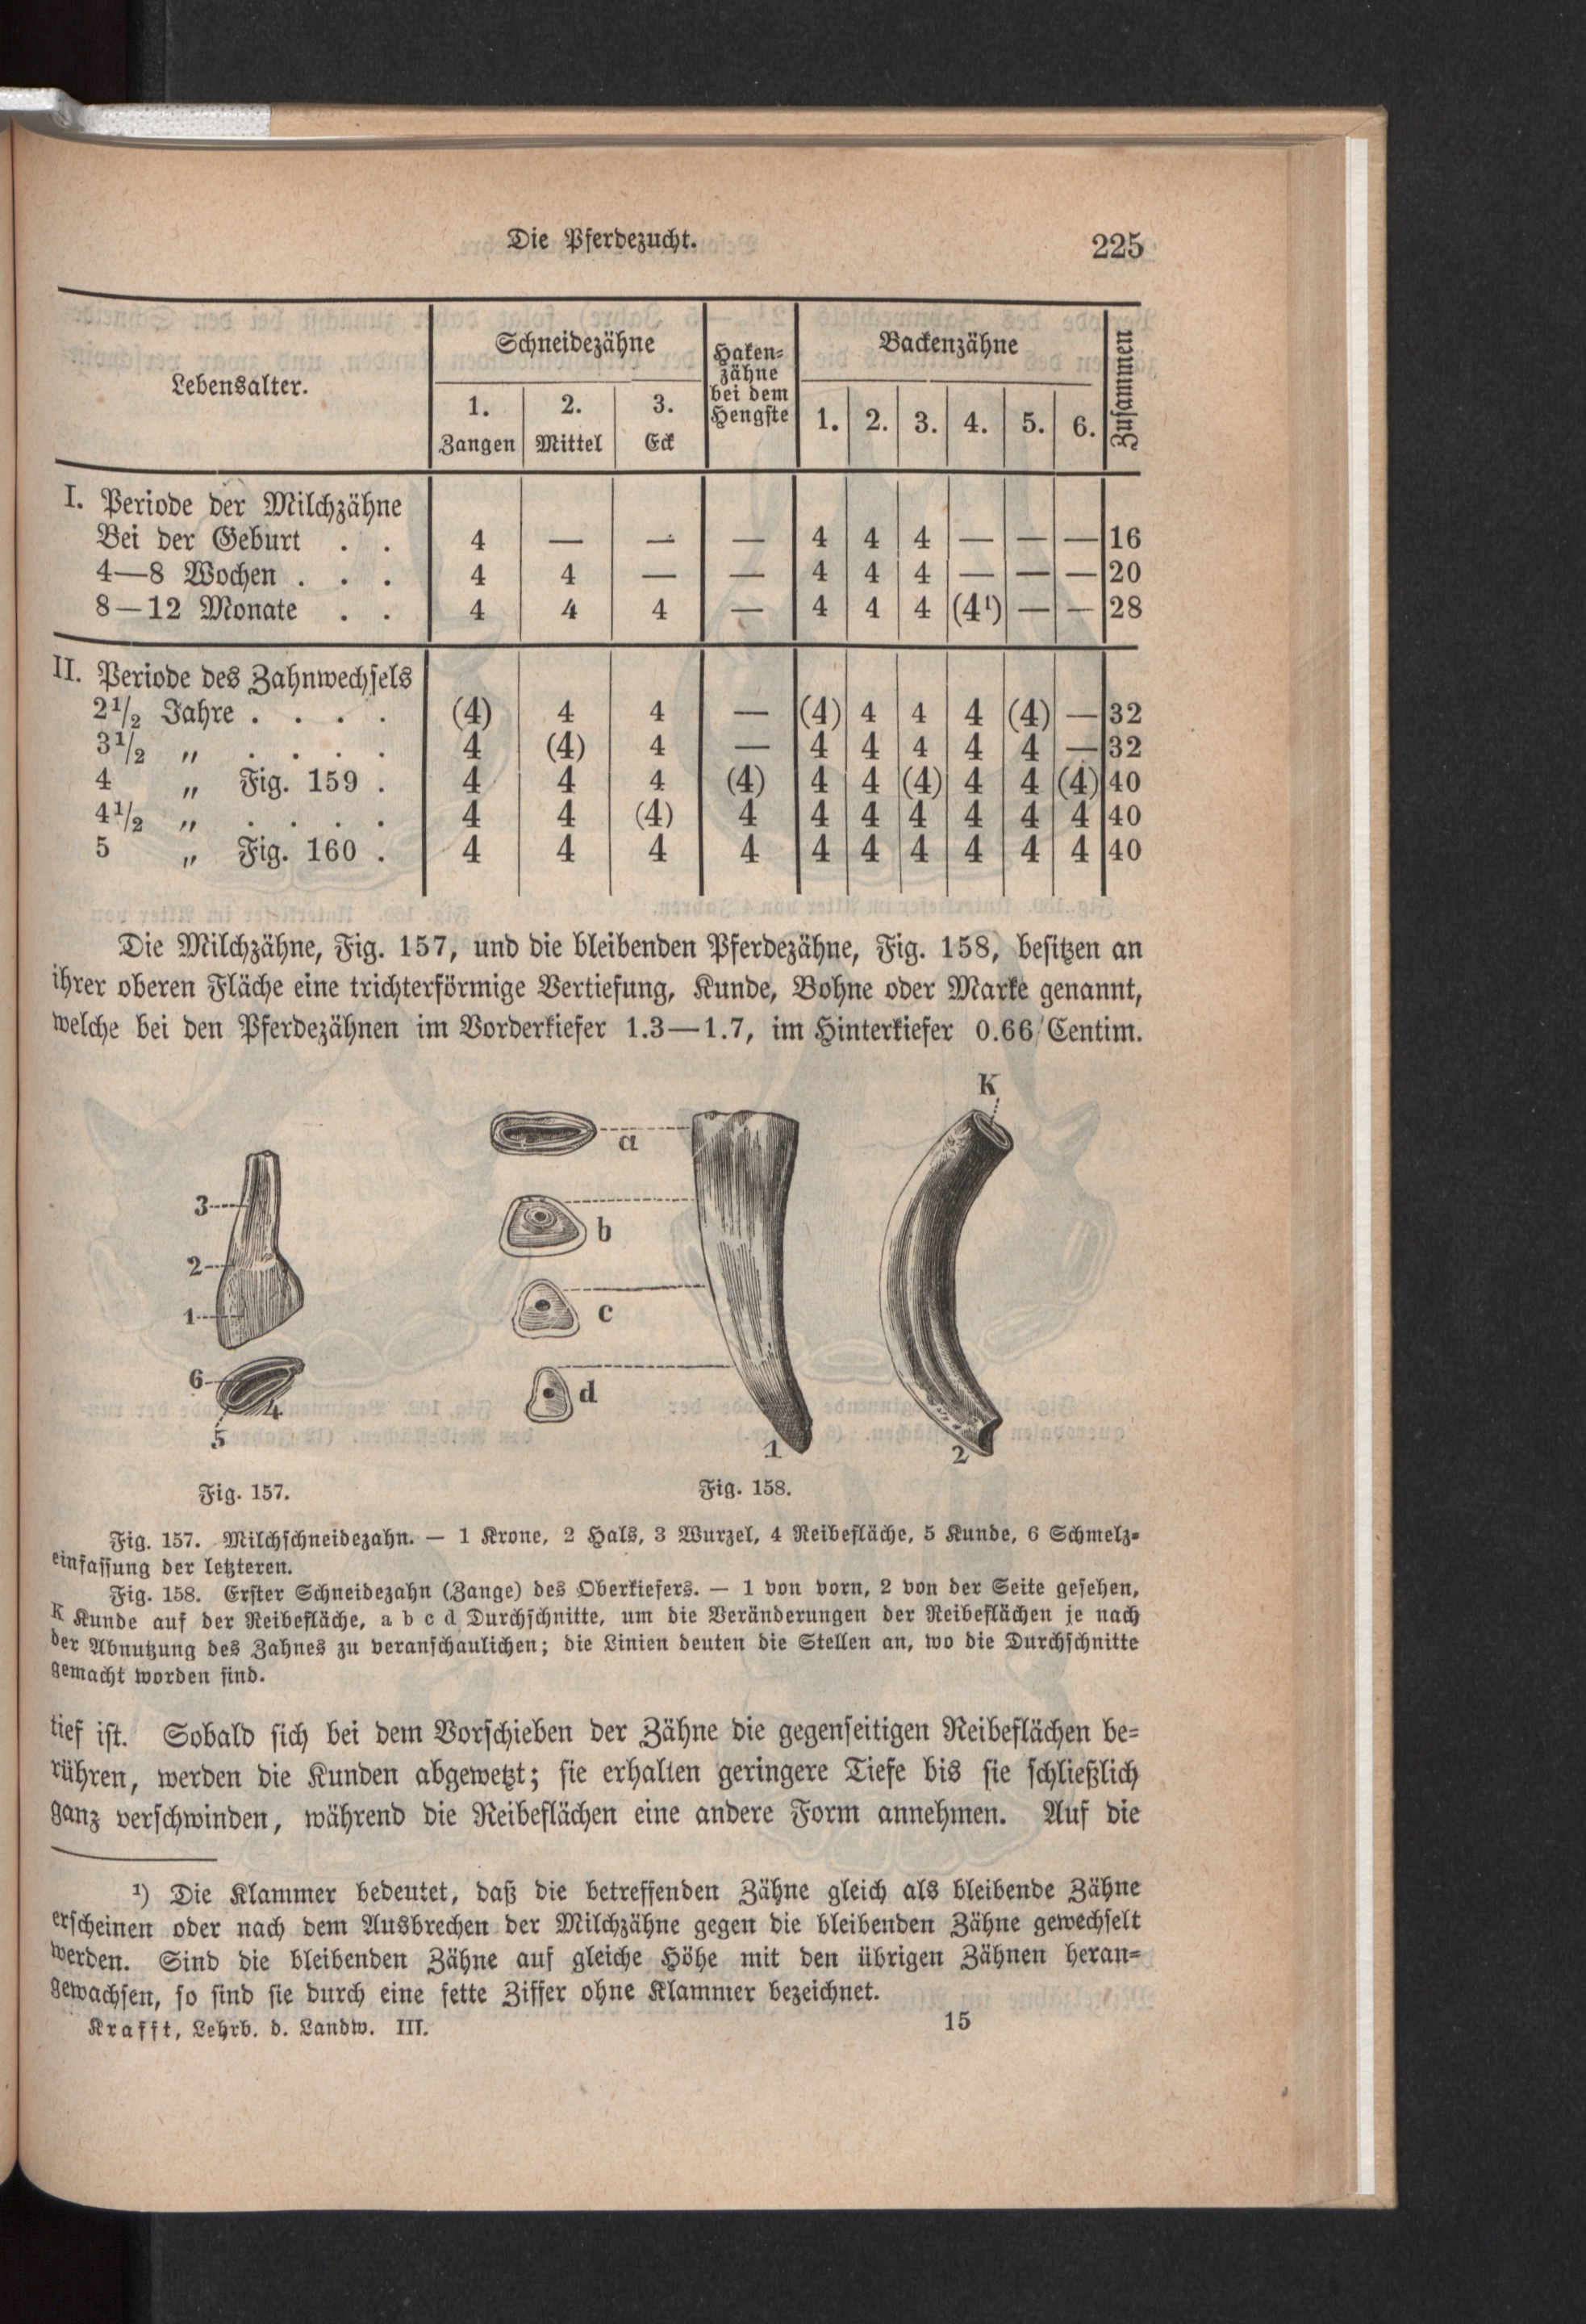 Die Pferdezucht. 225
Lebensalter. Schneidezähne Haken-zähne bei dem Hengste Backenzähne Zusammen
1. Zangen 2. Mittel 3. Eck 1. 2. 3. 4. 5. 6.
I. Periode der Milchzähne
Bei der Geburt . . 4 — — — 4 4 4 — — — 16
4—8 Wochen . . . 4 4 — — 4 4 4 — — — 20
8—12 Monate . . 4 4 4 — 4 4 4 (4¹) — — 28
II. Periode des Zahnwechsels
2¹/₂ Jahre . . . . (4) 4 4 — (4) 4 4 4 (4) — 32
3¹/₂ „ . . . . 4 (4) 4 — 4 4 4 4 4 — 32
4 „ Fig. 159 . 4 4 4 (4) 4 4 (4) 4 4 (4) 40
4¹/₂ „ . . . . 4 4 (4) 4 4 4 4 4 4 4 40
5 „ Fig. 160 . 4 4 4 4 4 4 4 4 4 4 40
Die Milchzähne, Fig. 157, und die bleibenden Pferdezähne, Fig. 158, besitzen an
ihrer oberen Fläche eine trichterförmige Vertiefung, Kunde, Bohne oder Marke genannt,
welche bei den Pferdezähnen im Vorderkiefer 1.3—1.7, im Hinterkiefer 0.66 Centim.
3
2
1
6
4
5
a
b
c
d
1
K
2
Fig. 157.
Fig. 158.
Fig. 157. Milchschneidezahn. — 1 Krone, 2 Hals, 3 Wurzel, 4 Reibefläche, 5 Kunde, 6 Schmelz-
einfassung der letzteren.
Fig. 158. Erster Schneidezahn (Zange) des Oberkiefers. — 1 von vorn, 2 von der Seite gesehen,
K Kunde auf der Reibefläche, a b c d Durchschnitte, um die Veränderungen der Reibeflächen je nach
der Abnutzung des Zahnes zu veranschaulichen; die Linien deuten die Stellen an, wo die Durchschnitte
gemacht worden sind.
tief ist. Sobald sich bei dem Vorschieben der Zähne die gegenseitigen Reibeflächen be-
rühren, werden die Kunden abgewetzt; sie erhalten geringere Tiefe bis sie schließlich
ganz verschwinden, während die Reibeflächen eine andere Form annehmen. Auf die
¹) Die Klammer bedeutet, daß die betreffenden Zähne gleich als bleibende Zähne
erscheinen oder nach dem Ausbrechen der Milchzähne gegen die bleibenden Zähne gewechselt
werden. Sind die bleibenden Zähne auf gleiche Höhe mit den übrigen Zähnen heran-
gewachsen, so sind sie durch eine fette Ziffer ohne Klammer bezeichnet.
Krafft, Lehrb. d. Landw. III. 15